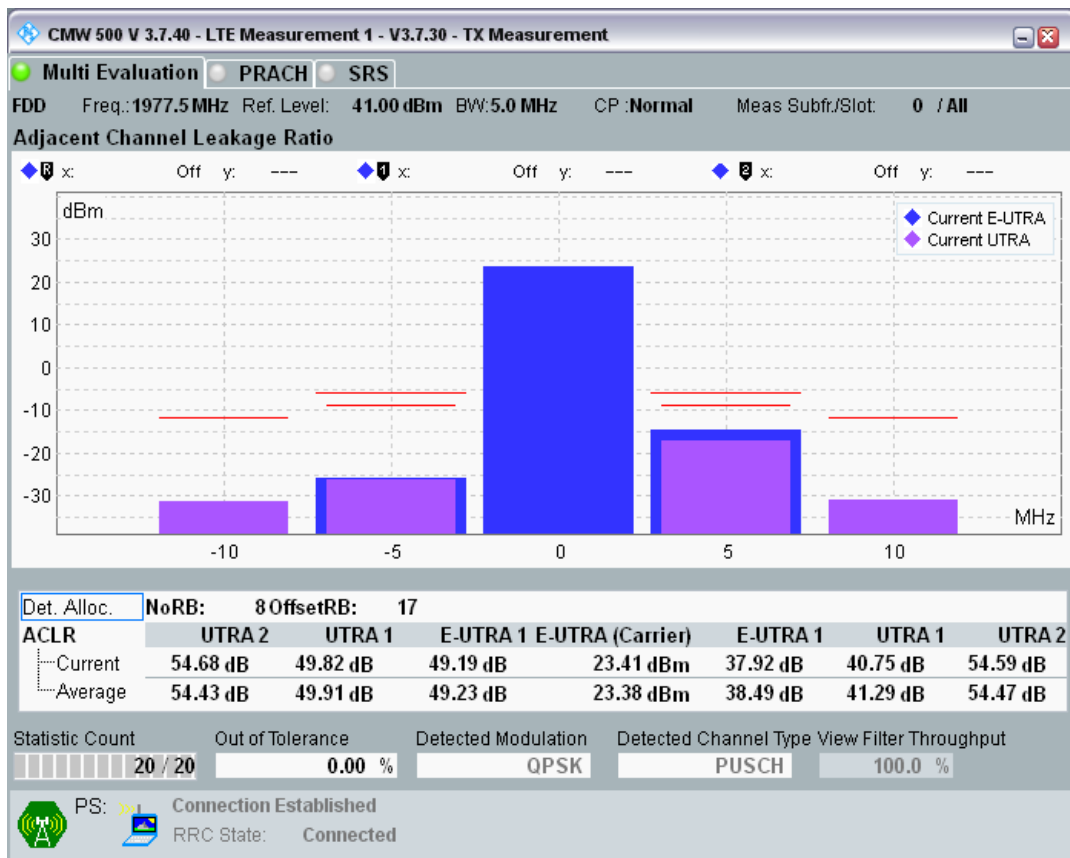 CMW 500 V 3.7.40 - LTE Measurement 1 - V3.7.30 - TX Measurement
Multi Evaluation PRACH SRS
FDD Freq.: 1977.5 MHz Ref. Level: 41.00 dBm BW: 5.0 MHz CP :Normal Meas Subfr./Slot: 0 / All
Adjacent Channel Leakage Ratio
R x: Off y: --- 1 x: Off y: --- 2 x: Off y: ---
dBm
Current E-UTRA
Current UTRA
30
20
10
0
-10
-20
-30
MHz
-10 -5 0 5 10
Det. Alloc. NoRB: 8 OffsetRB: 17
ACLR UTRA 2 UTRA 1 E-UTRA 1 E-UTRA (Carrier) E-UTRA 1 UTRA 1 UTRA 2
Current 54.68 dB 49.82 dB 49.19 dB 23.41 dBm 37.92 dB 40.75 dB 54.59 dB
Average 54.43 dB 49.91 dB 49.23 dB 23.38 dBm 38.49 dB 41.29 dB 54.47 dB
Statistic Count Out of Tolerance Detected Modulation Detected Channel Type View Filter Throughput
20 / 20 0.00 % QPSK PUSCH 100.0 %
PS: Connection Established
RRC State: Connected